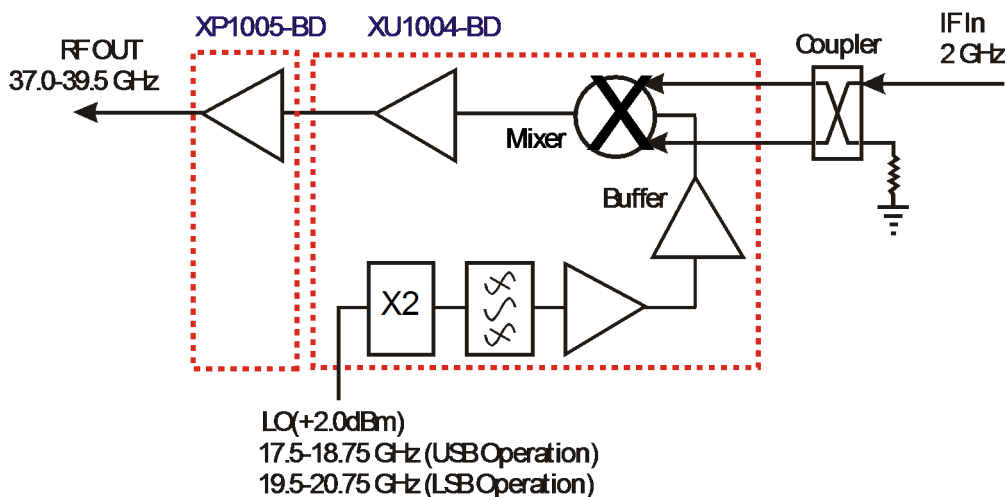 XP1005-BD
XU1004-BD
IF In
2 GHz
Coupler
RF OUT
37.0-39.5 GHz
Mixer
Buffer
X2
LO(+2.0dBm)
17.5-18.75 GHz (USB Operation)
19.5-20.75 GHz (LSB Operation)